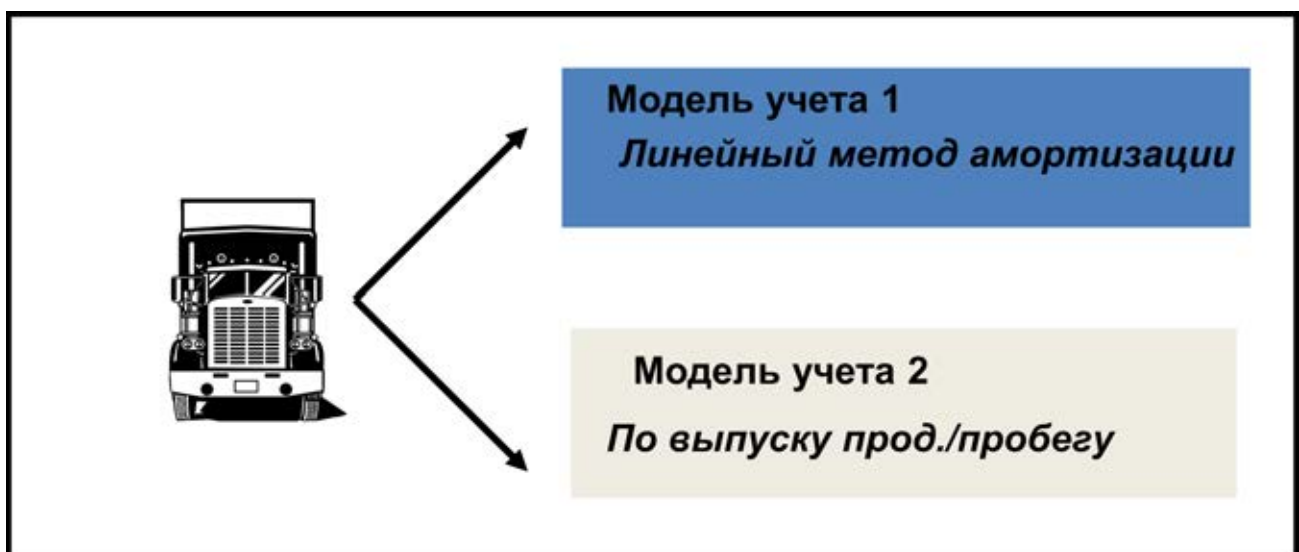 Модель учета 1
Линейный метод амортизации
Модель учета 2
По выпуску прод./пробегу